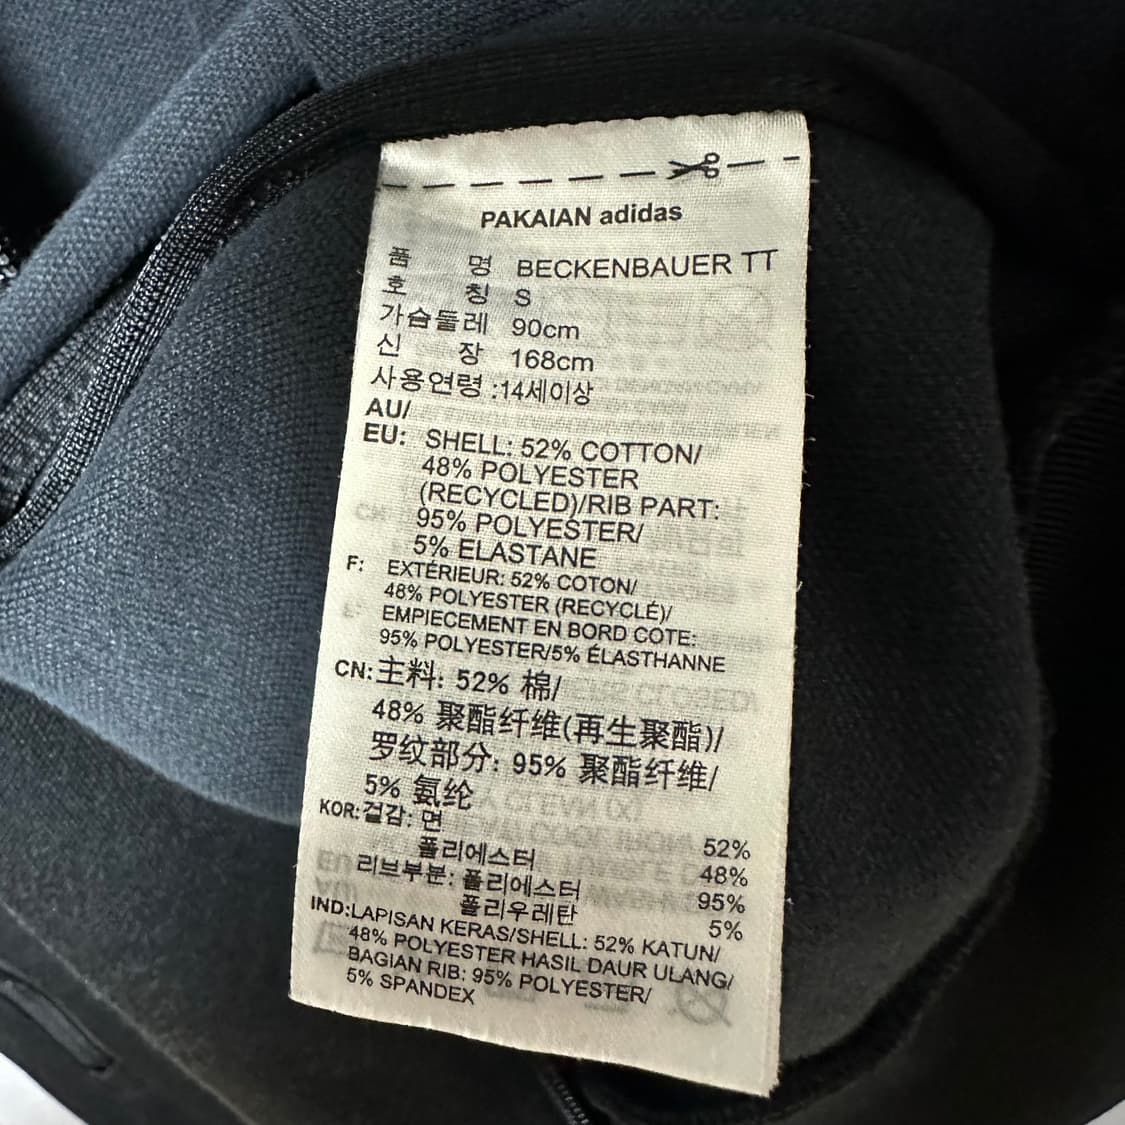 PAKAIAN adidas
품 명 BECKENBAUER TT
호 칭 S
가슴둘레 90cm
신 장 168cm
사용연령 :14세이상
AU/
EU: SHELL: 52% COTTON/
48% POLYESTER
(RECYCLED)/RIB PART:
95% POLYESTER/
5% ELASTANE
F: EXTÉRIEUR: 52% COTON/
48% POLYESTER (RECYCLÉ)/
EMPIECEMENT EN BORD COTE:
95% POLYESTER/5% ÉLASTHANNE
CN: 主料: 52% 棉/
48% 聚酯纤维(再生聚酯)/
罗纹部分: 95% 聚酯纤维/
5% 氨纶
KOR: 겉감: 면 52%
폴리에스터 48%
리브부분: 폴리에스터 95%
폴리우레탄 5%
IND: LAPISAN KERAS/SHELL: 52% KATUN/
48% POLYESTER HASIL DAUR ULANG/
BAGIAN RIB: 95% POLYESTER/
5% SPANDEX